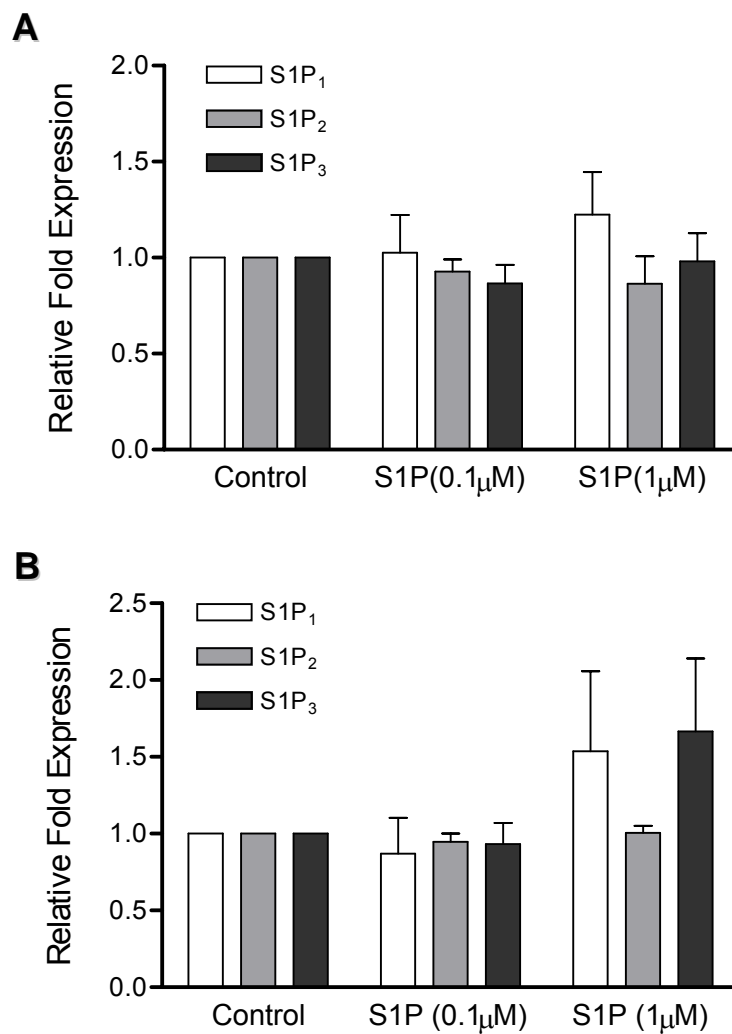 A
Relative Fold Expression
2.0
1.5
1.0
0.5
0.0
S1P₁
S1P₂
S1P₃
Control
S1P(0.1μM)
S1P(1μM)
B
Relative Fold Expression
2.5
2.0
1.5
1.0
0.5
0.0
S1P₁
S1P₂
S1P₃
Control
S1P (0.1μM)
S1P (1μM)